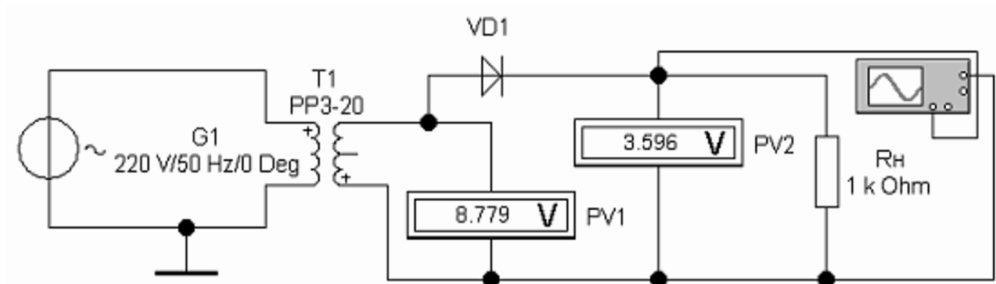 VD1
T1
PP3-20
G1
220 V/50 Hz/0 Deg
3.596 V
PV2
RH
1 k Ohm
8.779 V
PV1